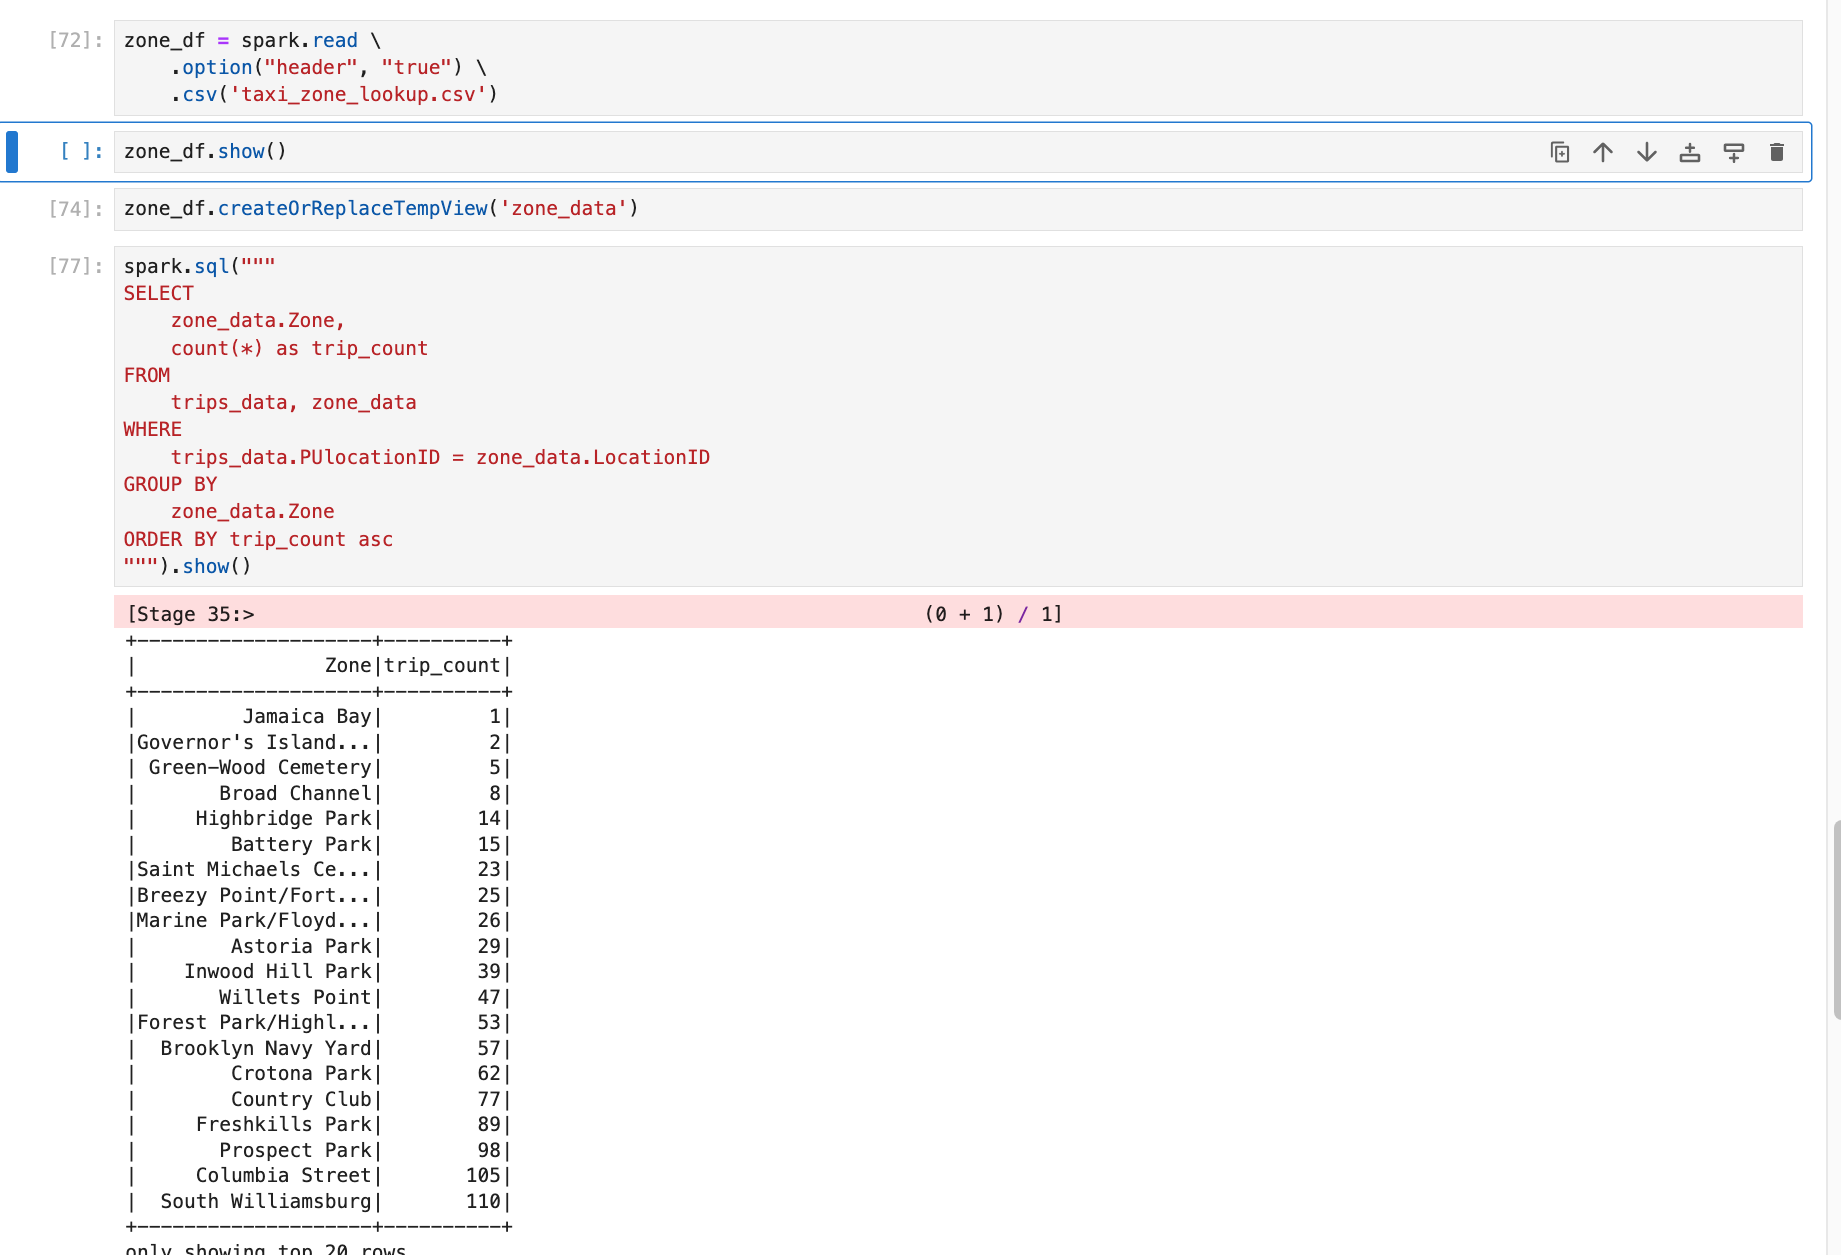 [72]: zone_df = spark.read \
    .option("header", "true") \
    .csv('taxi_zone_lookup.csv')
[ ]: zone_df.show()
[74]: zone_df.createOrReplaceTempView('zone_data')
[77]: spark.sql("""
SELECT
    zone_data.Zone,
    count(*) as trip_count
FROM
    trips_data, zone_data
WHERE
    trips_data.PUlocationID = zone_data.LocationID
GROUP BY
    zone_data.Zone
ORDER BY trip_count asc
""").show()
[Stage 35:>                                                         (0 + 1) / 1]
+--------------------+----------+
|                Zone|trip_count|
+--------------------+----------+
|         Jamaica Bay|         1|
|Governor's Island...|         2|
| Green-Wood Cemetery|         5|
|       Broad Channel|         8|
|     Highbridge Park|        14|
|        Battery Park|        15|
|Saint Michaels Ce...|        23|
|Breezy Point/Fort...|        25|
|Marine Park/Floyd...|        26|
|        Astoria Park|        29|
|    Inwood Hill Park|        39|
|       Willets Point|        47|
|Forest Park/Highl...|        53|
|  Brooklyn Navy Yard|        57|
|        Crotona Park|        62|
|        Country Club|        77|
|     Freshkills Park|        89|
|       Prospect Park|        98|
|     Columbia Street|       105|
|  South Williamsburg|       110|
+--------------------+----------+
only showing top 20 rows